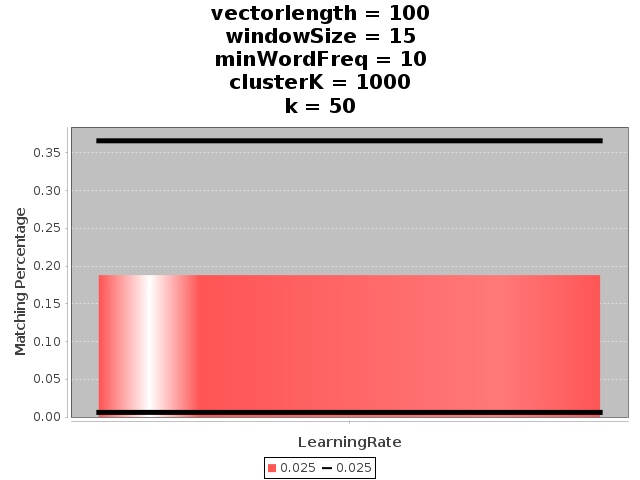 vectorlength = 100
windowSize = 15
minWordFreq = 10
clusterK = 1000
k = 50
Matching Percentage
0.35
0.30
0.25
0.20
0.15
0.10
0.05
0.00
LearningRate
0.025 0.025